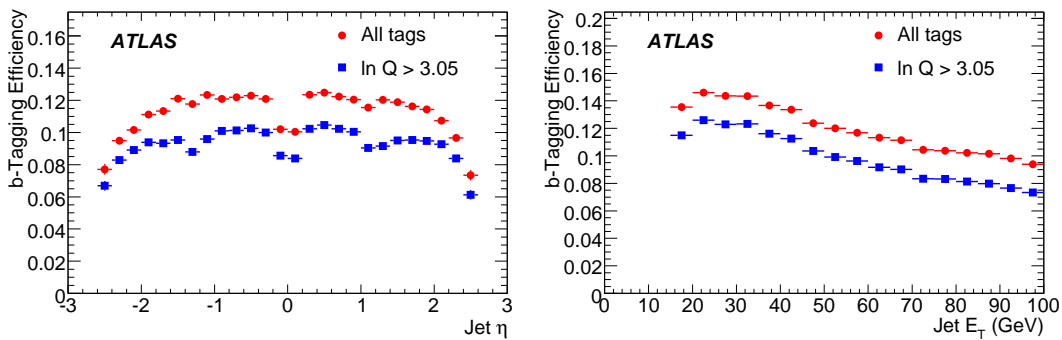 b-Tagging Efficiency
0.16
0.14
0.12
0.1
0.08
0.06
0.04
0.02
0
ATLAS
All tags
ln Q > 3.05
-3 -2 -1 0 1 2 3
Jet η
b-Tagging Efficiency
0.2
0.18
0.16
0.14
0.12
0.1
0.08
0.06
0.04
0.02
0
ATLAS
All tags
ln Q > 3.05
0 10 20 30 40 50 60 70 80 90 100
Jet E_T (GeV)